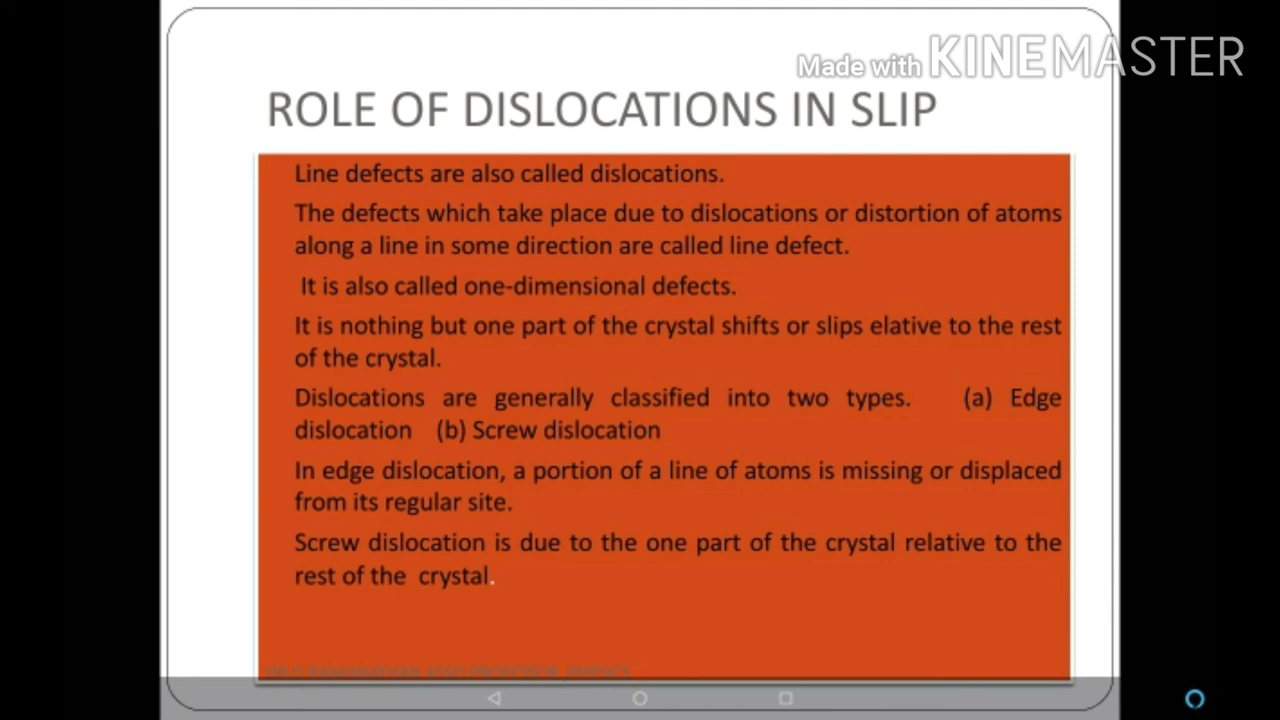 Made with KINEMASTER
ROLE OF DISLOCATIONS IN SLIP
Line defects are also called dislocations.
The defects which take place due to dislocations or distortion of atoms
along a line in some direction are called line defect.
It is also called one-dimensional defects.
It is nothing but one part of the crystal shifts or slips elative to the rest
of the crystal.
Dislocations are generally classified into two types. (a) Edge
dislocation (b) Screw dislocation
In edge dislocation, a portion of a line of atoms is missing or displaced
from its regular site.
Screw dislocation is due to the one part of the crystal relative to the
rest of the crystal.